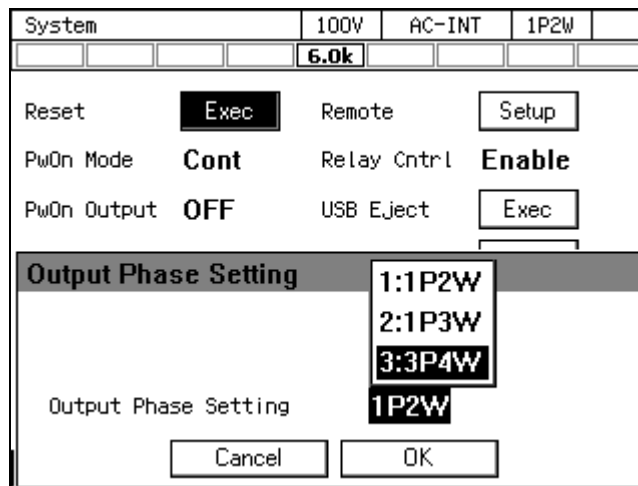 System 100V AC-INT 1P2W
6.0k
Reset Exec Remote Setup
PwOn Mode Cont Relay Cntrl Enable
PwOn Output OFF USB Eject Exec
Output Phase Setting
1:1P2W
2:1P3W
3:3P4W
Output Phase Setting 1P2W
Cancel OK